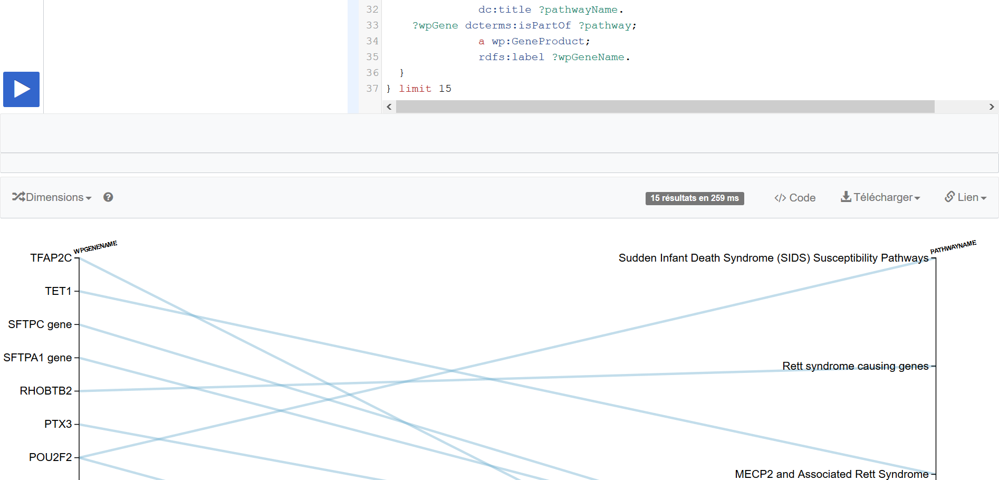 32 dc:title ?pathwayName.
33 ?wpGene dcterms:isPartOf ?pathway;
34 a wp:GeneProduct;
35 rdfs:label ?wpGeneName.
36 }
37 } limit 15
Dimensions
15 résultats en 259 ms
</> Code
Télécharger
Lien
WPGENENAME
PATHWAYNAME
TFAP2C
Sudden Infant Death Syndrome (SIDS) Susceptibility Pathways
TET1
SFTPC gene
SFTPA1 gene
Rett syndrome causing genes
RHOBTB2
PTX3
POU2F2
MECP2 and Associated Rett Syndrome